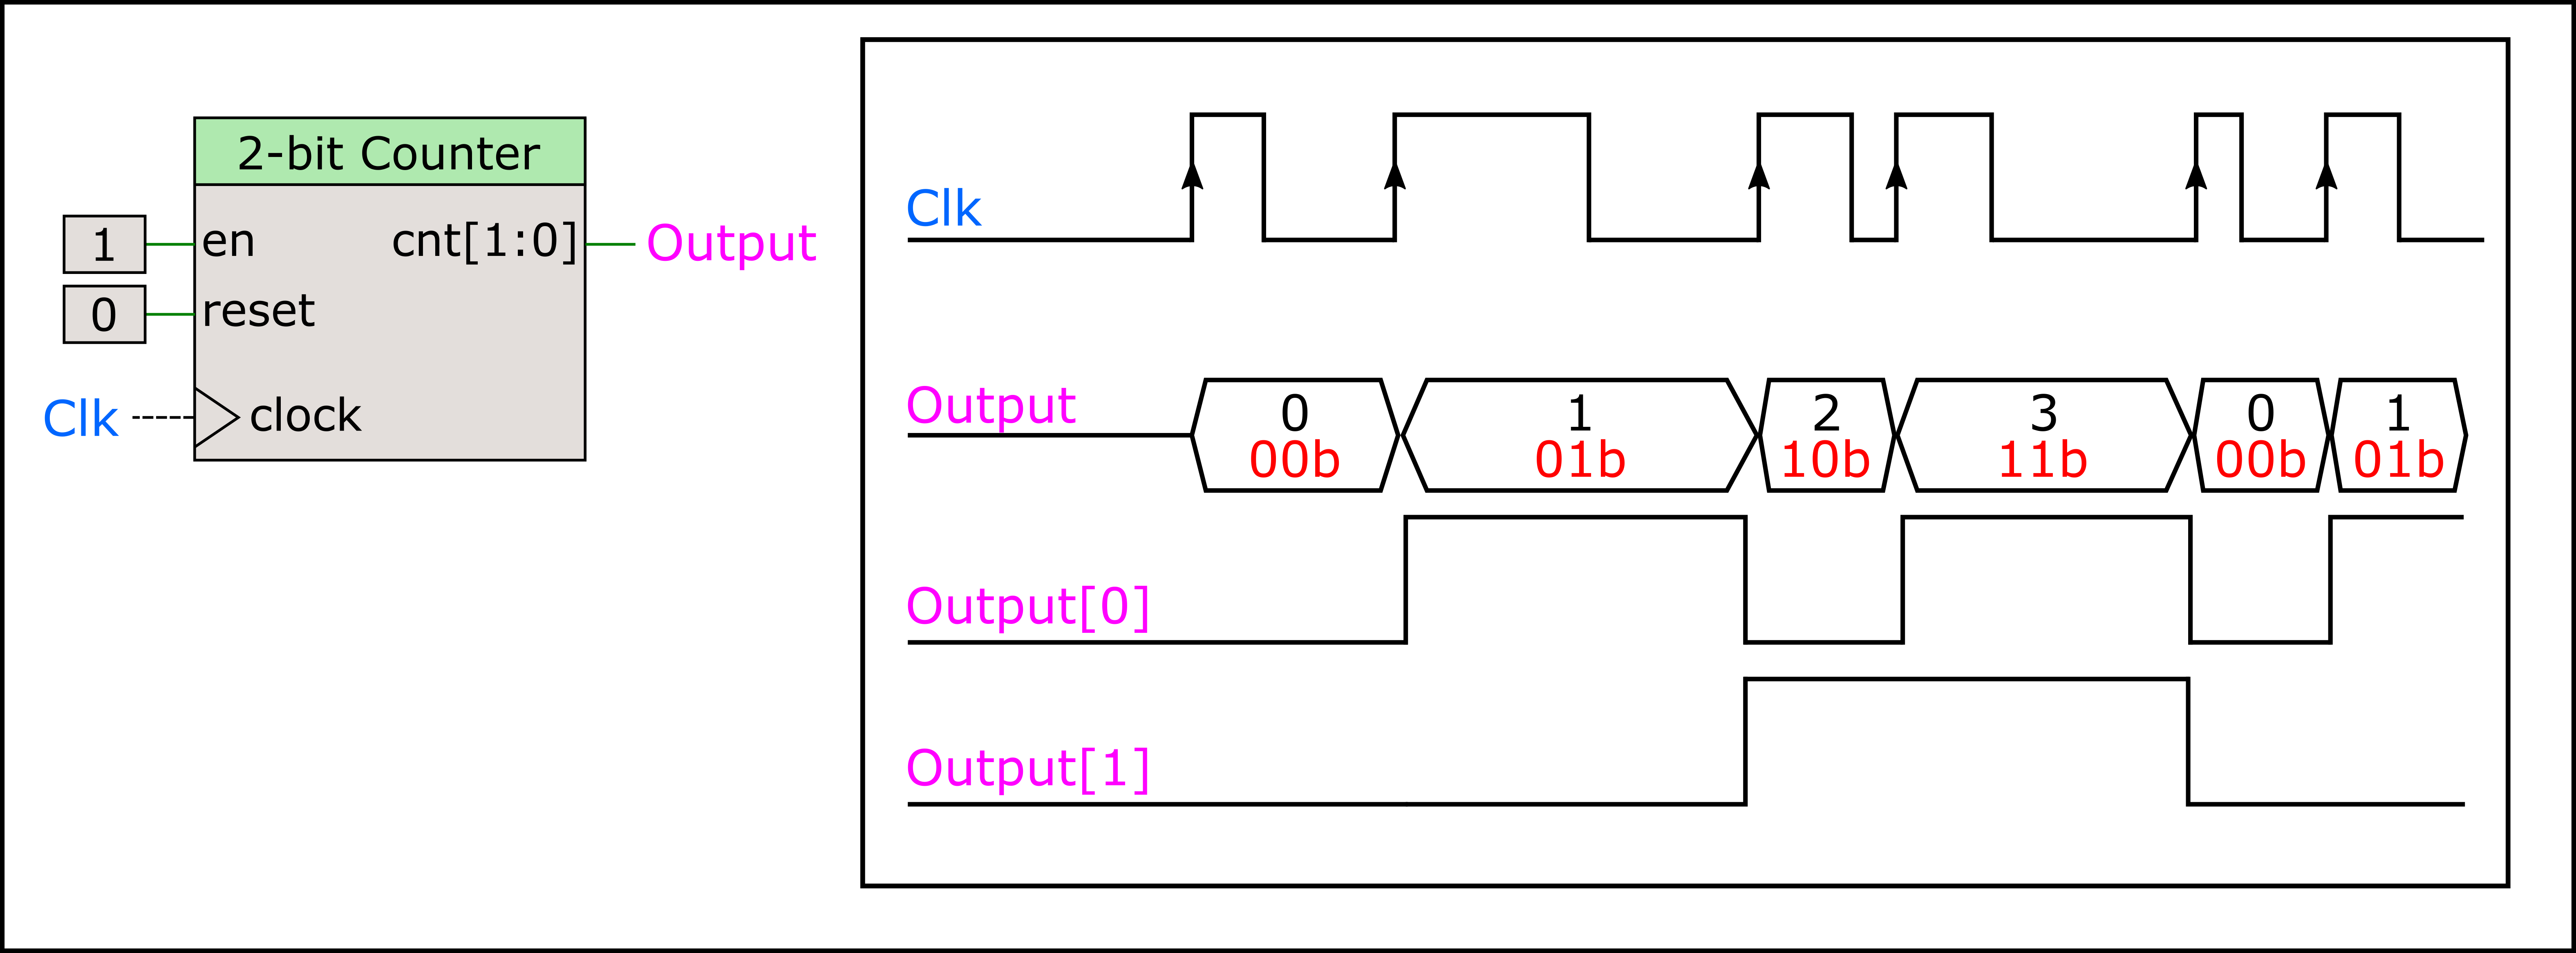 2-bit Counter
1 en cnt[1:0] Output
0 reset
Clk clock
Clk
Output 0 1 2 3 0 1
00b 01b 10b 11b 00b 01b
Output[0]
Output[1]